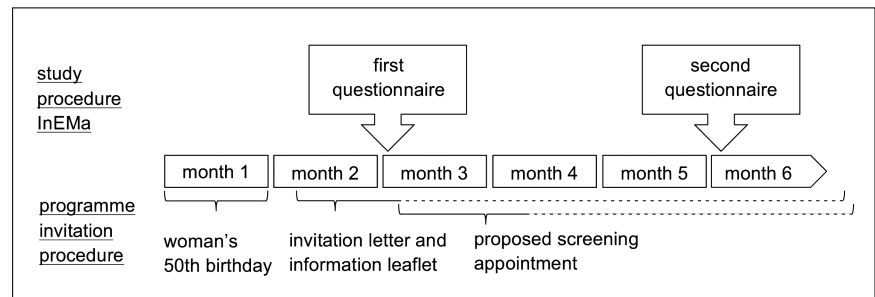 study
procedure
InEMa
first
questionnaire
second
questionnaire
month 1
month 2
month 3
month 4
month 5
month 6
programme
invitation
procedure
woman's
50th birthday
invitation letter and
information leaflet
proposed screening
appointment